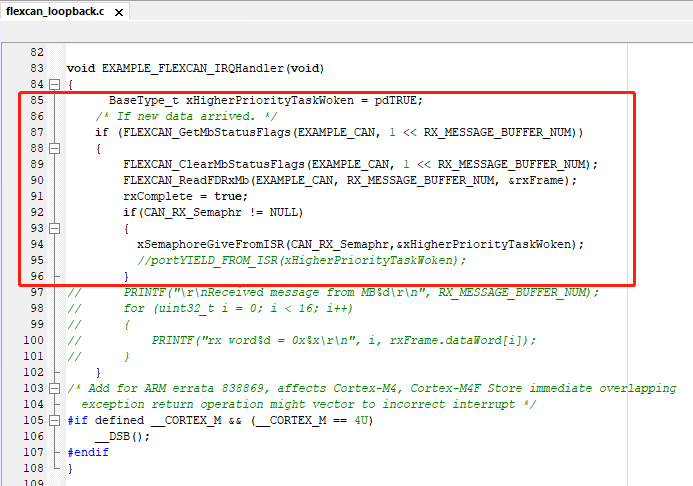 flexcan_loopback.c
82
83 void EXAMPLE_FLEXCAN_IRQHandler(void)
84 {
85 BaseType_t xHigherPriorityTaskWoken = pdTRUE;
86 /* If new data arrived. */
87 if (FLEXCAN_GetMbStatusFlags(EXAMPLE_CAN, 1 << RX_MESSAGE_BUFFER_NUM))
88 {
89 FLEXCAN_ClearMbStatusFlags(EXAMPLE_CAN, 1 << RX_MESSAGE_BUFFER_NUM);
90 FLEXCAN_ReadFDRxMb(EXAMPLE_CAN, RX_MESSAGE_BUFFER_NUM, &rxFrame);
91 rxComplete = true;
92 if(CAN_RX_Semaphr != NULL)
93 {
94 xSemaphoreGiveFromISR(CAN_RX_Semaphr,&xHigherPriorityTaskWoken);
95 //portYIELD_FROM_ISR(xHigherPriorityTaskWoken);
96 }
97 // PRINTF("\r\nReceived message from MB%d\r\n", RX_MESSAGE_BUFFER_NUM);
98 // for (uint32_t i = 0; i < 16; i++)
99 // {
100 // PRINTF("rx word%d = 0x%x\r\n", i, rxFrame.dataWord[i]);
101 // }
102 }
103 /* Add for ARM errata 838869, affects Cortex-M4, Cortex-M4F Store immediate overlapping
104 exception return operation might vector to incorrect interrupt */
105 #if defined __CORTEX_M && (__CORTEX_M == 4U)
106 __DSB();
107 #endif
108 }
109